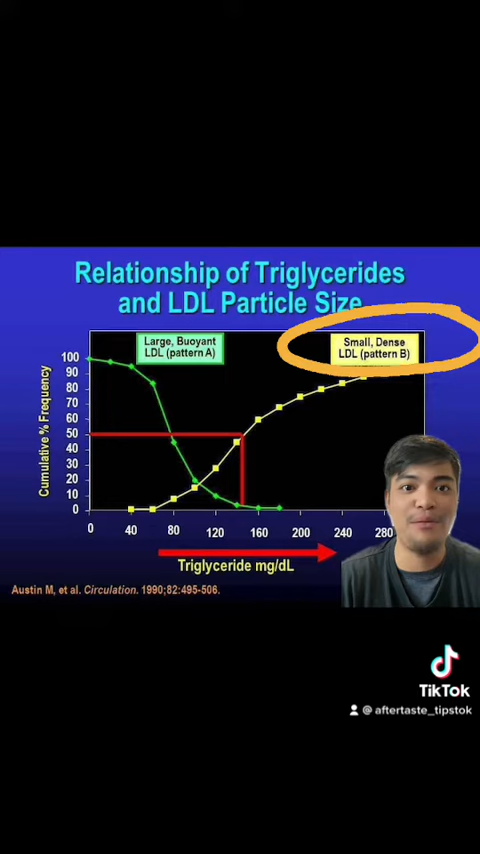 Relationship of Triglycerides
and LDL Particle Size
Large, Buoyant
LDL (pattern A)
Small, Dense
LDL (pattern B)
Cumulative % Frequency
100
90
80
70
60
50
40
30
20
10
0
0 40 80 120 160 200 240 280
Triglyceride mg/dL
Austin M, et al. Circulation. 1990;82:495-506.
TikTok
@ aftertaste_tipstok